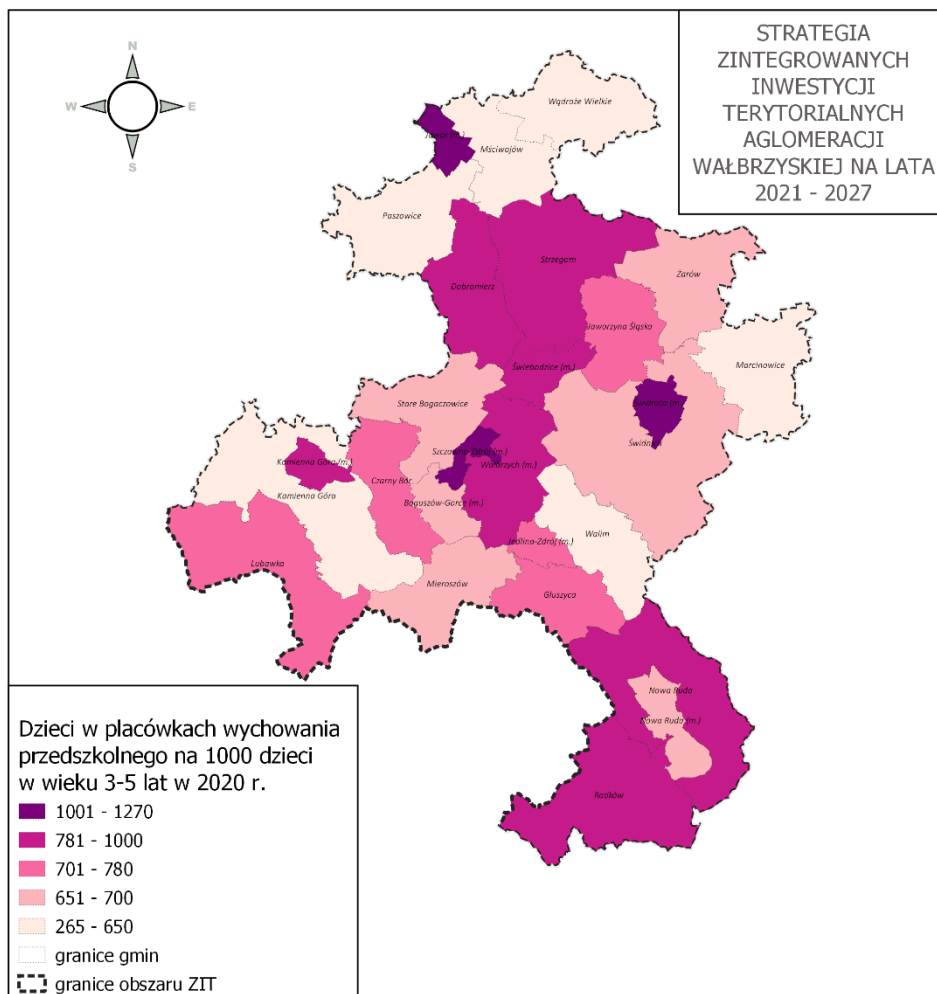 STRATEGIA
ZINTEGROWANYCH
INWESTYCJI
TERYTORIALNYCH
AGLOMERACJI
WAŁBRZYSKIEJ NA LATA
2021 - 2027
N
W
E
S
Wądroże Wielkie
Jawor (m.)
Mściwojów
Paszowice
Strzegom
Żarów
Dobromierz
Jaworzyna Śląska
Marcinowice
Świebodzice (m.)
Stare Bogaczowice
Świdnica (m.)
Świdnica
Szczawno-Zdrój (m.)
Kamienna Góra (m.)
Wałbrzych (m.)
Czarny Bór
Kamienna Góra
Boguszów-Gorce (m.)
Walim
Jedlina-Zdrój (m.)
Lubawka
Mieroszów
Głuszyca
Nowa Ruda
Nowa Ruda (m.)
Radków
Dzieci w placówkach wychowania
przedszkolnego na 1000 dzieci
w wieku 3-5 lat w 2020 r.
1001 - 1270
781 - 1000
701 - 780
651 - 700
265 - 650
granice gmin
granice obszaru ZIT